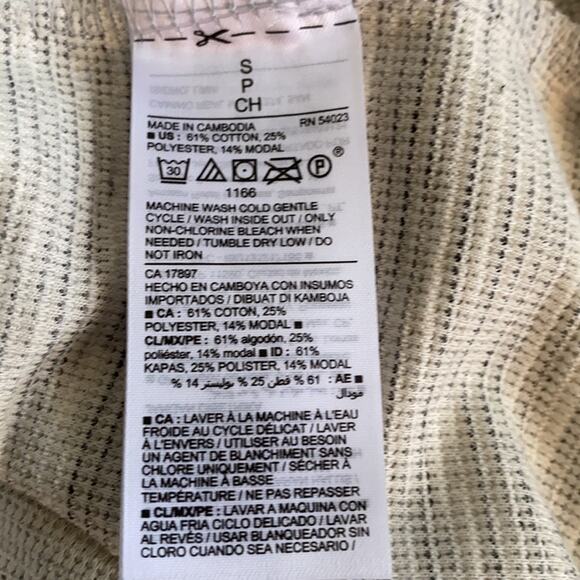 S
P
CH
MADE IN CAMBODIA RN 54023
■ US : 61% COTTON, 25%
POLYESTER, 14% MODAL
30 P ®
1166
MACHINE WASH COLD GENTLE
CYCLE / WASH INSIDE OUT / ONLY
NON-CHLORINE BLEACH WHEN
NEEDED / TUMBLE DRY LOW / DO
NOT IRON
CA 17897
HECHO EN CAMBOYA CON INSUMOS
IMPORTADOS / DIBUAT DI KAMBOJA
■ CA : 61% COTON, 25%
POLYESTER, 14% MODAL ■
CL/MX/PE : 61% algodón, 25%
poliéster, 14% modal ■ ID : 61%
KAPAS, 25% POLISTER, 14% MODAL
■ AE : 61 % قطن 25 % بوليستر 14 %
مودال
■ CA : LAVER À LA MACHINE À L'EAU
FROIDE AU CYCLE DÉLICAT / LAVER
À L'ENVERS / UTILISER AU BESOIN
UN AGENT DE BLANCHIMENT SANS
CHLORE UNIQUEMENT / SÉCHER À
LA MACHINE À BASSE
TEMPÉRATURE / NE PAS REPASSER
■ CL/MX/PE : LAVAR A MAQUINA CON
AGUA FRIA CICLO DELICADO / LAVAR
AL REVÉS / USAR BLANQUEADOR SIN
CLORO CUANDO SEA NECESARIO /